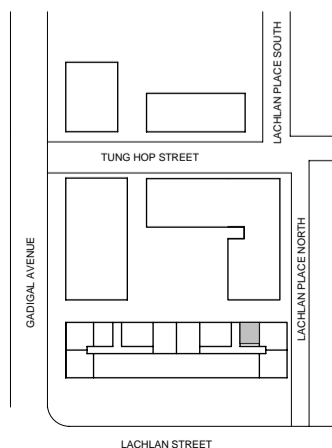 LACHLAN PLACE SOUTH
TUNG HOP STREET
GADIGAL AVENUE
LACHLAN PLACE NORTH
LACHLAN STREET